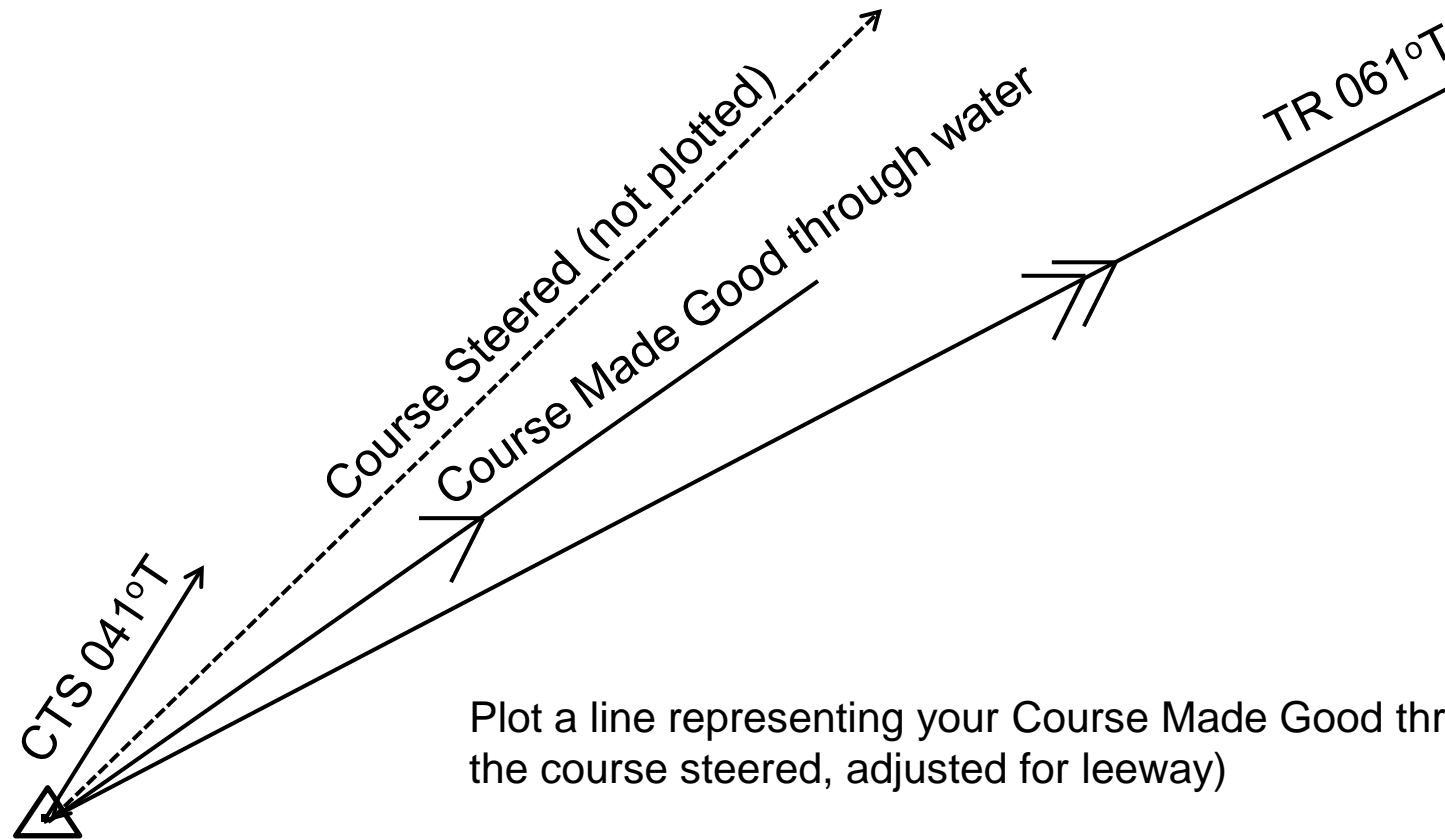 Course Steered (not plotted)
Course Made Good through water
TR 061°T
CTS 041°T
Plot a line representing your Course Made Good
the course steered, adjusted for leeway)